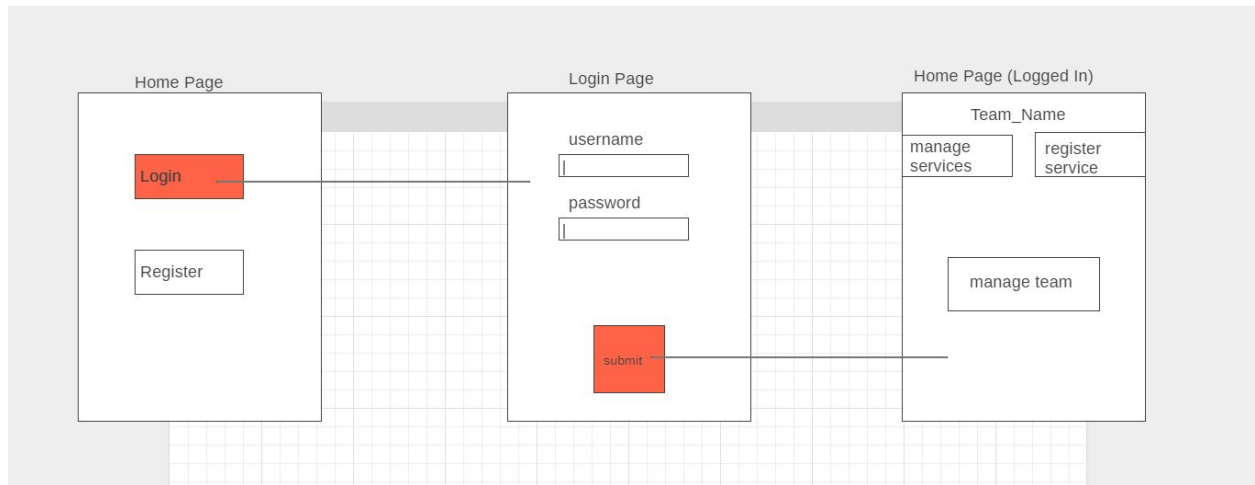 Home Page
Login
Register
Login Page
username
password
submit
Home Page (Logged In)
Team_Name
manage
services
register
service
manage team